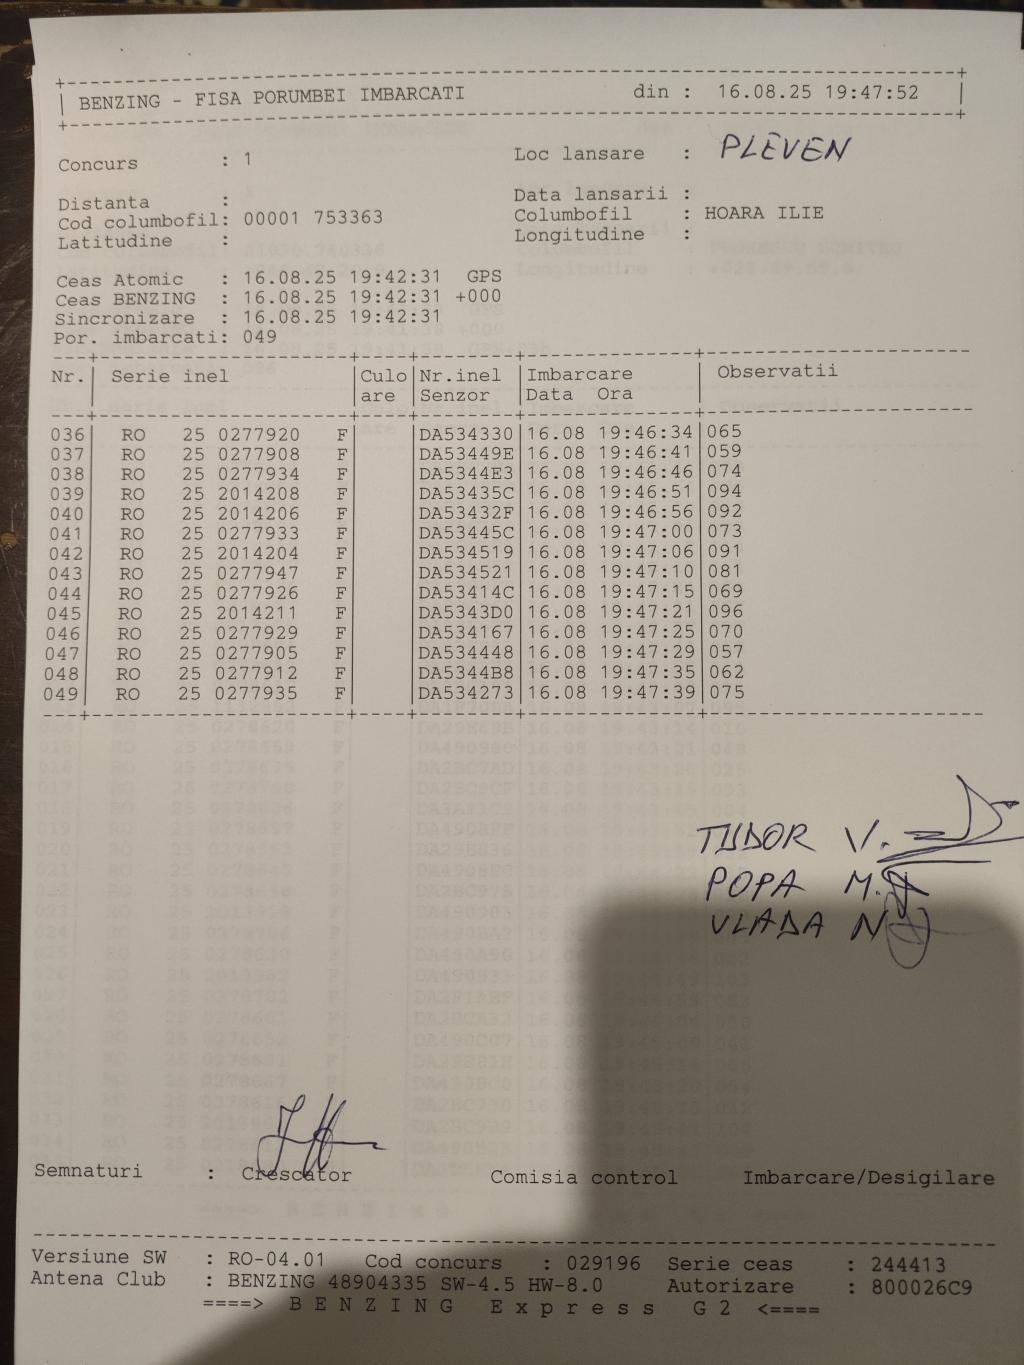 BENZING - FISA PORUMBEI IMBARCATI din : 16.08.25 19:47:52
Concurs : 1 Loc lansare : PLEVEN
Distanta : Data lansarii :
Cod columbofil: 00001 753363 Columbofil : HOARA ILIE
Latitudine : Longitudine :
Ceas Atomic : 16.08.25 19:42:31 GPS
Ceas BENZING : 16.08.25 19:42:31 +000
Sincronizare : 16.08.25 19:42:31
Por. imbarcati: 049
Nr. Serie inel Culo Nr.inel Imbarcare Observatii
are Senzor Data Ora
036 RO 25 0277920 F DA534330 16.08 19:46:34 065
037 RO 25 0277908 F DA53449E 16.08 19:46:41 059
038 RO 25 0277934 F DA5344E3 16.08 19:46:46 074
039 RO 25 2014208 F DA53435C 16.08 19:46:51 094
040 RO 25 2014206 F DA53432F 16.08 19:46:56 092
041 RO 25 0277933 F DA53445C 16.08 19:47:00 073
042 RO 25 2014204 F DA534519 16.08 19:47:06 091
043 RO 25 0277947 F DA534521 16.08 19:47:10 081
044 RO 25 0277926 F DA53414C 16.08 19:47:15 069
045 RO 25 2014211 F DA5343D0 16.08 19:47:21 096
046 RO 25 0277929 F DA534167 16.08 19:47:25 070
047 RO 25 0277905 F DA534448 16.08 19:47:29 057
048 RO 25 0277912 F DA5344B8 16.08 19:47:35 062
049 RO 25 0277935 F DA534273 16.08 19:47:39 075
TUDOR V.
POPA M.
VLADA N
Semnaturi : Crescator Comisia control Imbarcare/Desigilare
Versiune SW : RO-04.01 Cod concurs : 029196 Serie ceas : 244413
Antena Club : BENZING 48904335 SW-4.5 HW-8.0 Autorizare : 800026C9
====> B E N Z I N G E x p r e s s G 2 <====